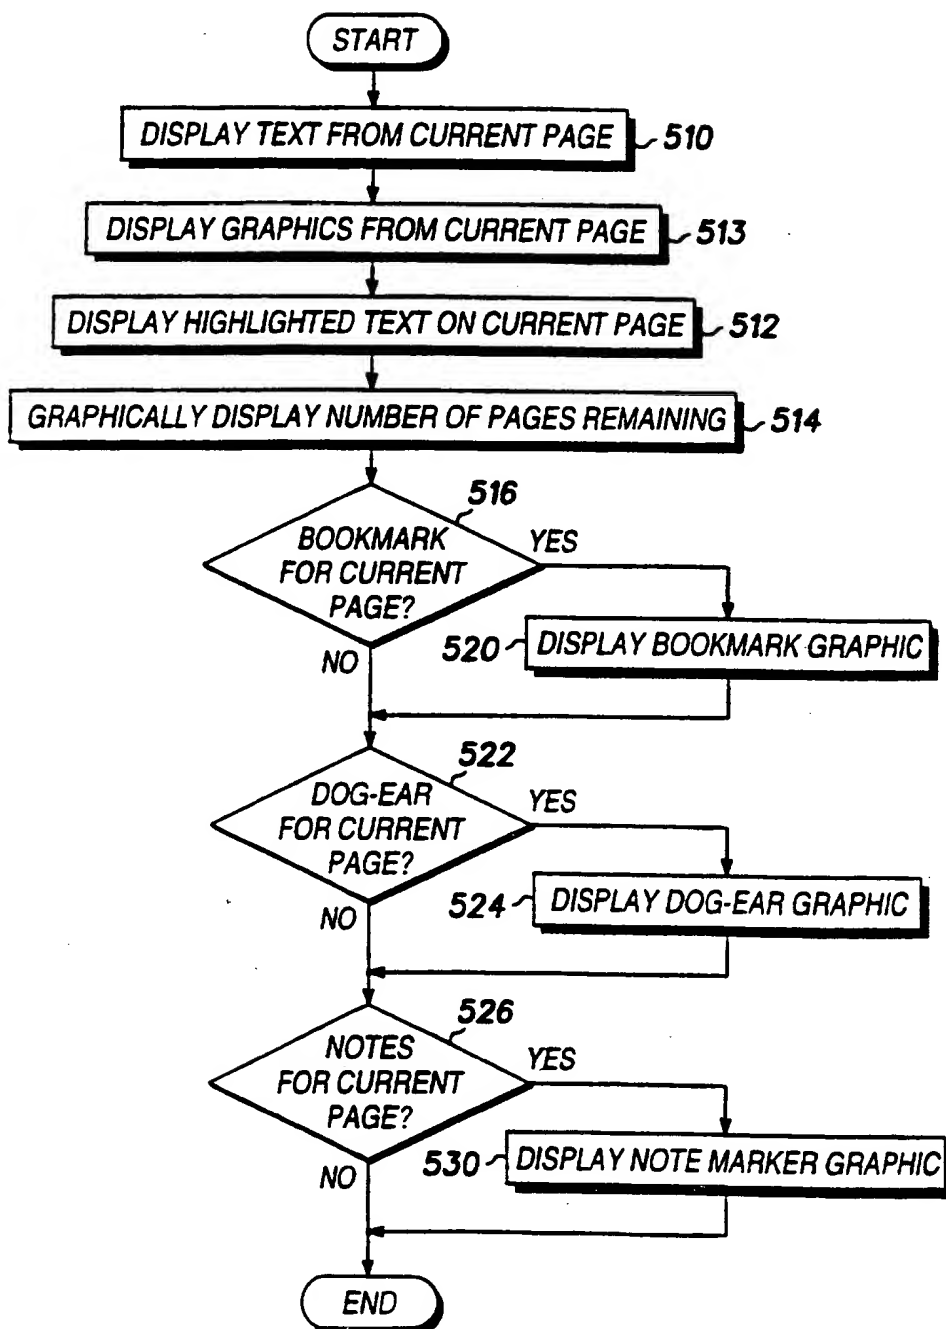 START
DISPLAY TEXT FROM CURRENT PAGE 510
DISPLAY GRAPHICS FROM CURRENT PAGE 513
DISPLAY HIGHLIGHTED TEXT ON CURRENT PAGE 512
GRAPHICALLY DISPLAY NUMBER OF PAGES REMAINING 514
516
BOOKMARK
FOR CURRENT
PAGE?
YES
NO
520 DISPLAY BOOKMARK GRAPHIC
522
DOG-EAR
FOR CURRENT
PAGE?
YES
NO
524 DISPLAY DOG-EAR GRAPHIC
526
NOTES
FOR CURRENT
PAGE?
YES
NO
530 DISPLAY NOTE MARKER GRAPHIC
END